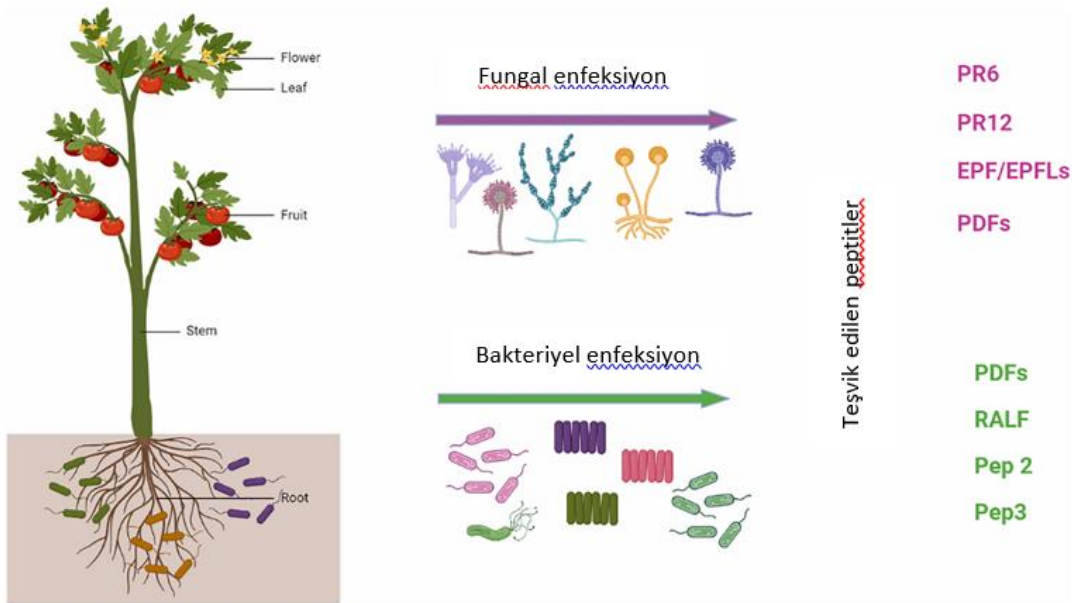 Flower
Leaf
Fruit
Stem
Root
Fungal enfeksiyon
Bakteriyel enfeksiyon
Teşvik edilen peptitler
PR6
PR12
EPF/EPFLs
PDFs
PDFs
RALF
Pep 2
Pep3